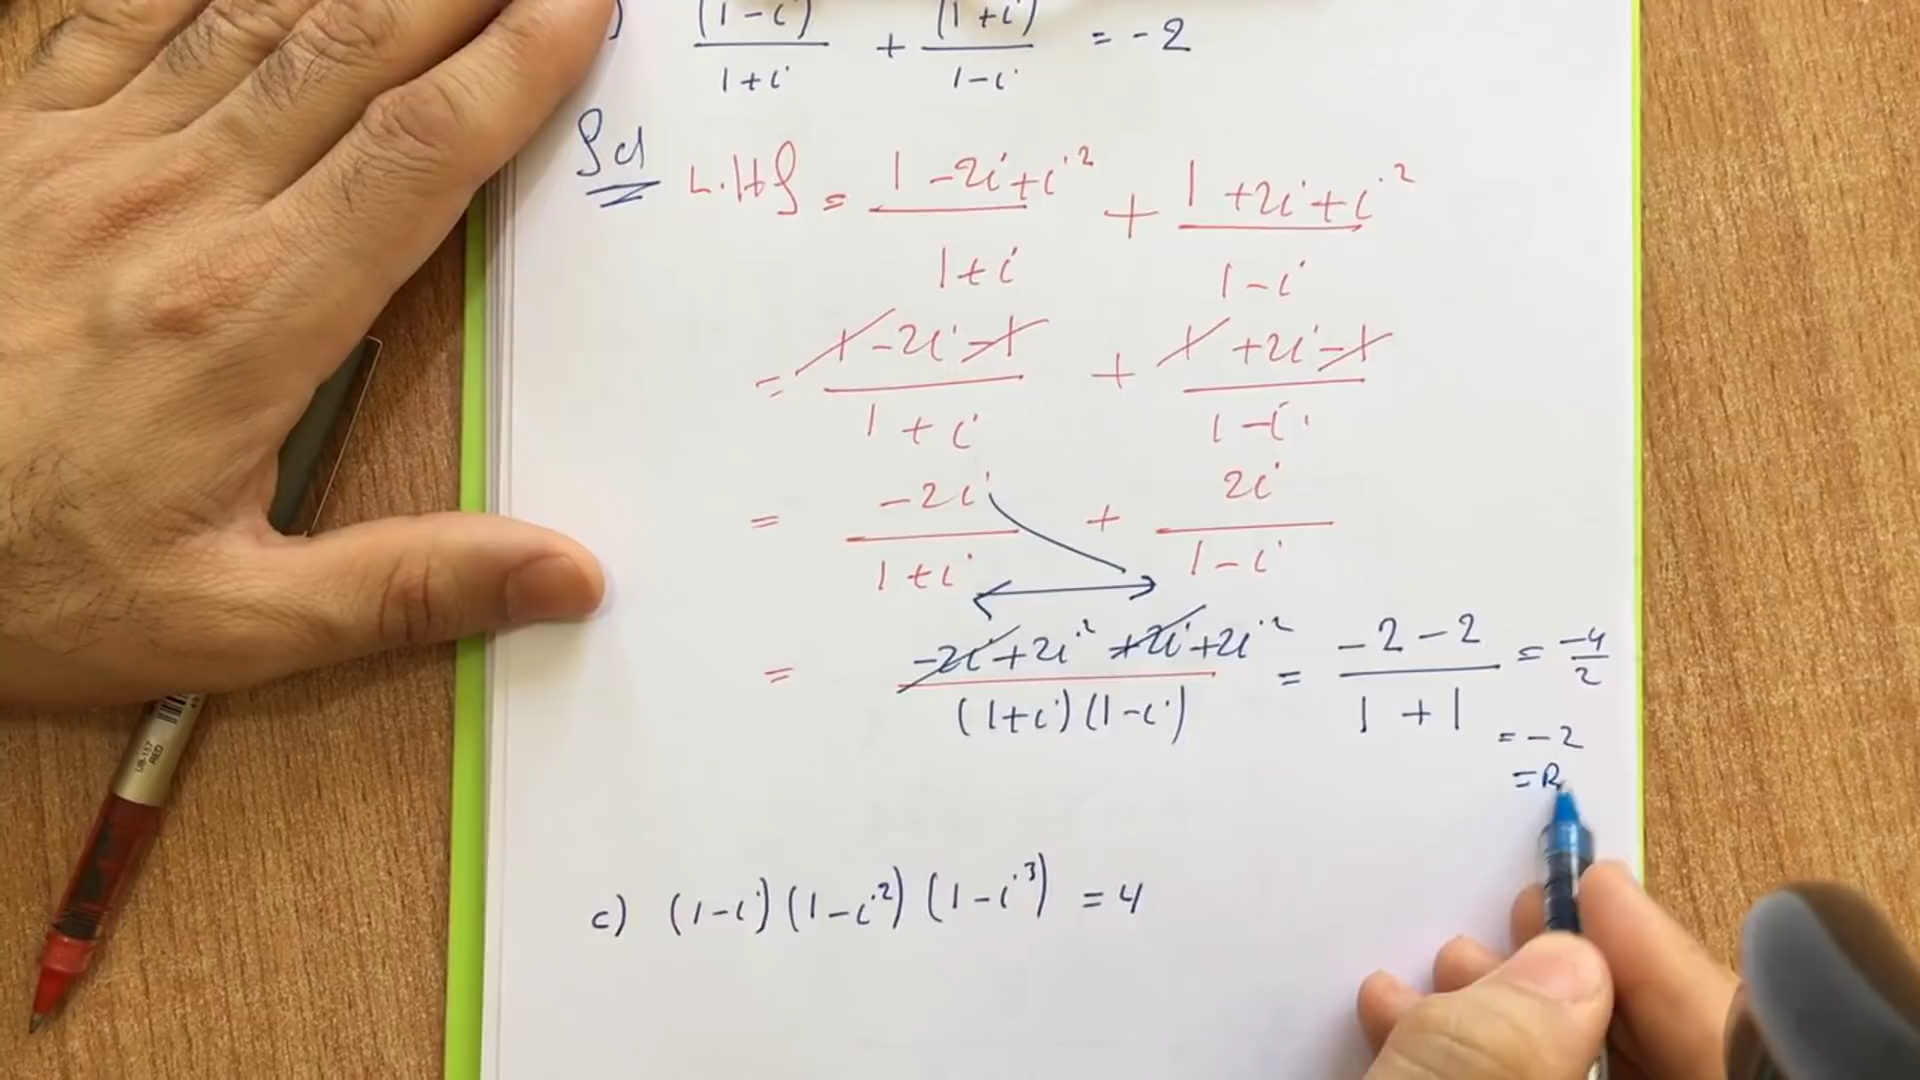 ) (1-i) / 1+i + (1+i) / 1-i = -2
Sol L.HS = 1-2i+i² / 1+i + 1+2i+i² / 1-i
= 1-2i-1 / 1+i + 1+2i-1 / 1-i
= -2i / 1+i + 2i / 1-i
= -2i+2i²+2i+2i² / (1+i)(1-i) = -2-2 / 1+1 = -4/2
= -2
= R
c) (1-i)(1-i²)(1-i³) = 4
UB-157
RED